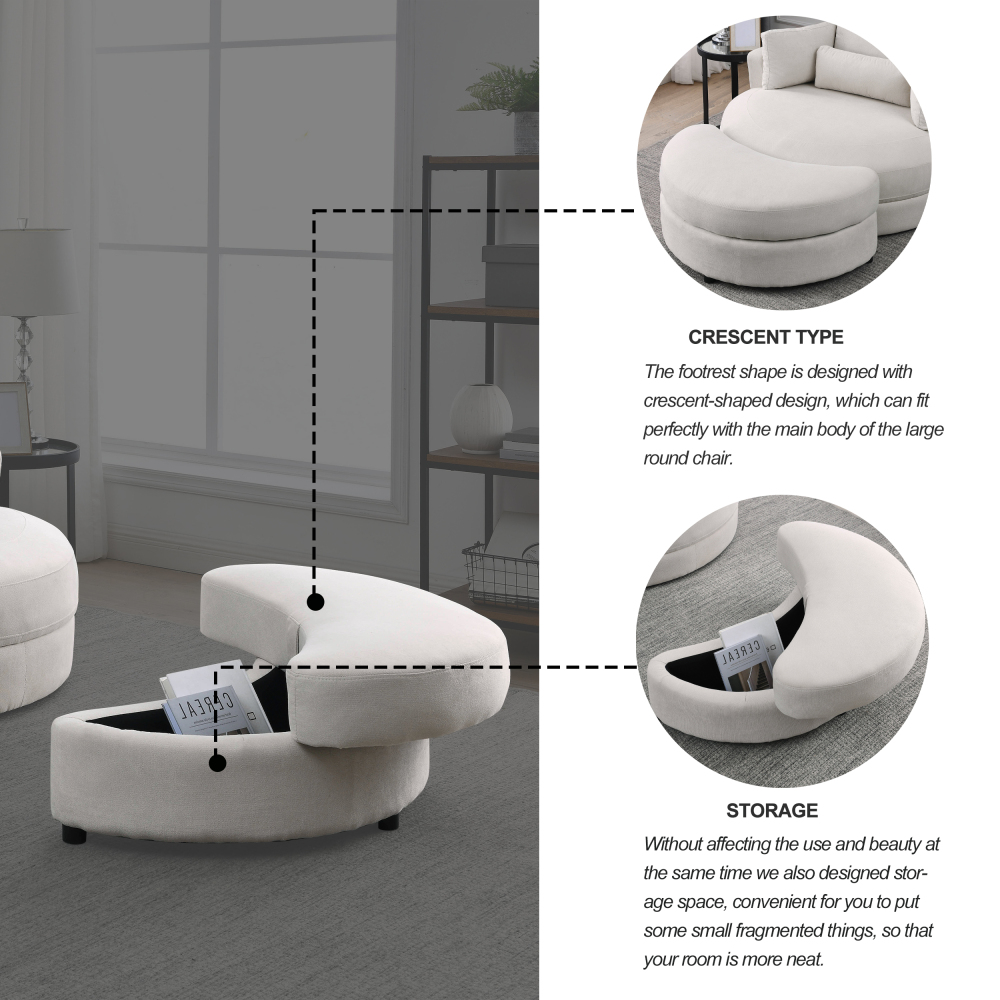 CRESCENT TYPE
The footrest shape is designed with
crescent-shaped design, which can fit
perfectly with the main body of the large
round chair.
CEREAL
CEREAL
STORAGE
Without affecting the use and beauty at
the same time we also designed stor-
age space, convenient for you to put
some small fragmented things, so that
your room is more neat.